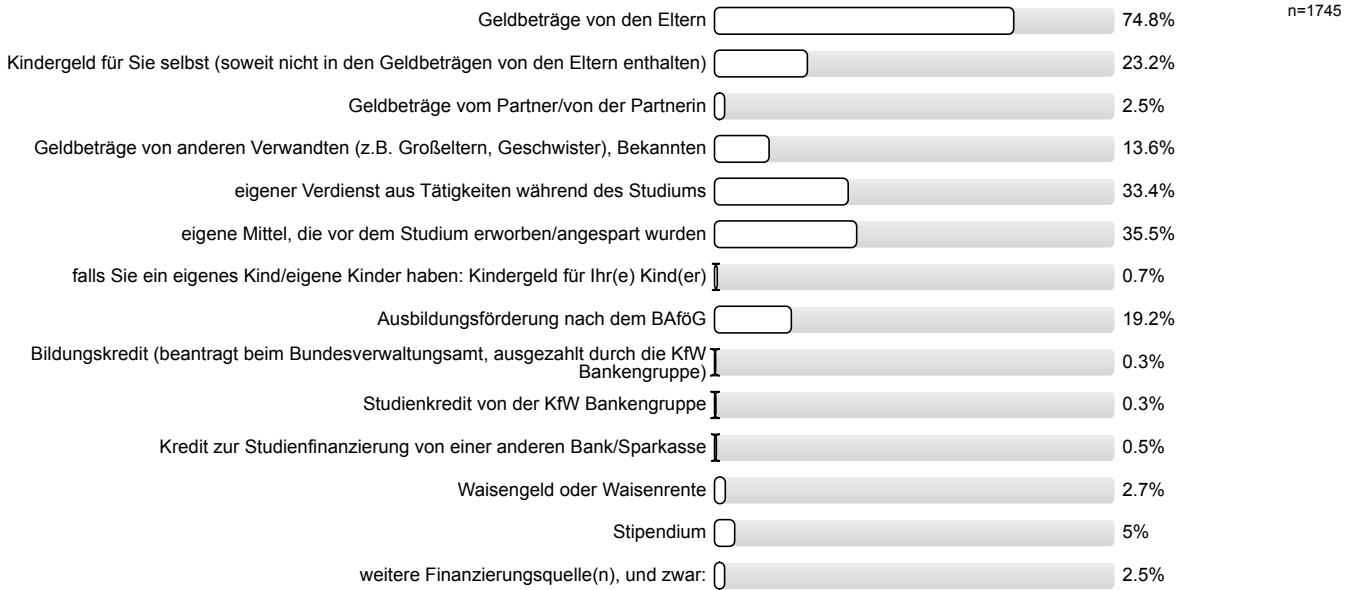 Geldbeträge von den Eltern 74.8% n=1745
Kindergeld für Sie selbst (soweit nicht in den Geldbeträgen von den Eltern enthalten) 23.2%
Geldbeträge vom Partner/von der Partnerin 2.5%
Geldbeträge von anderen Verwandten (z.B. Großeltern, Geschwister), Bekannten 13.6%
eigener Verdienst aus Tätigkeiten während des Studiums 33.4%
eigene Mittel, die vor dem Studium erworben/angespart wurden 35.5%
falls Sie ein eigenes Kind/eigene Kinder haben: Kindergeld für Ihr(e) Kind(er) 0.7%
Ausbildungsförderung nach dem BAföG 19.2%
Bildungskredit (beantragt beim Bundesverwaltungsamt, ausgezahlt durch die KfW
Bankengruppe) 0.3%
Studienkredit von der KfW Bankengruppe 0.3%
Kredit zur Studienfinanzierung von einer anderen Bank/Sparkasse 0.5%
Waisengeld oder Waisenrente 2.7%
Stipendium 5%
weitere Finanzierungsquelle(n), und zwar: 2.5%